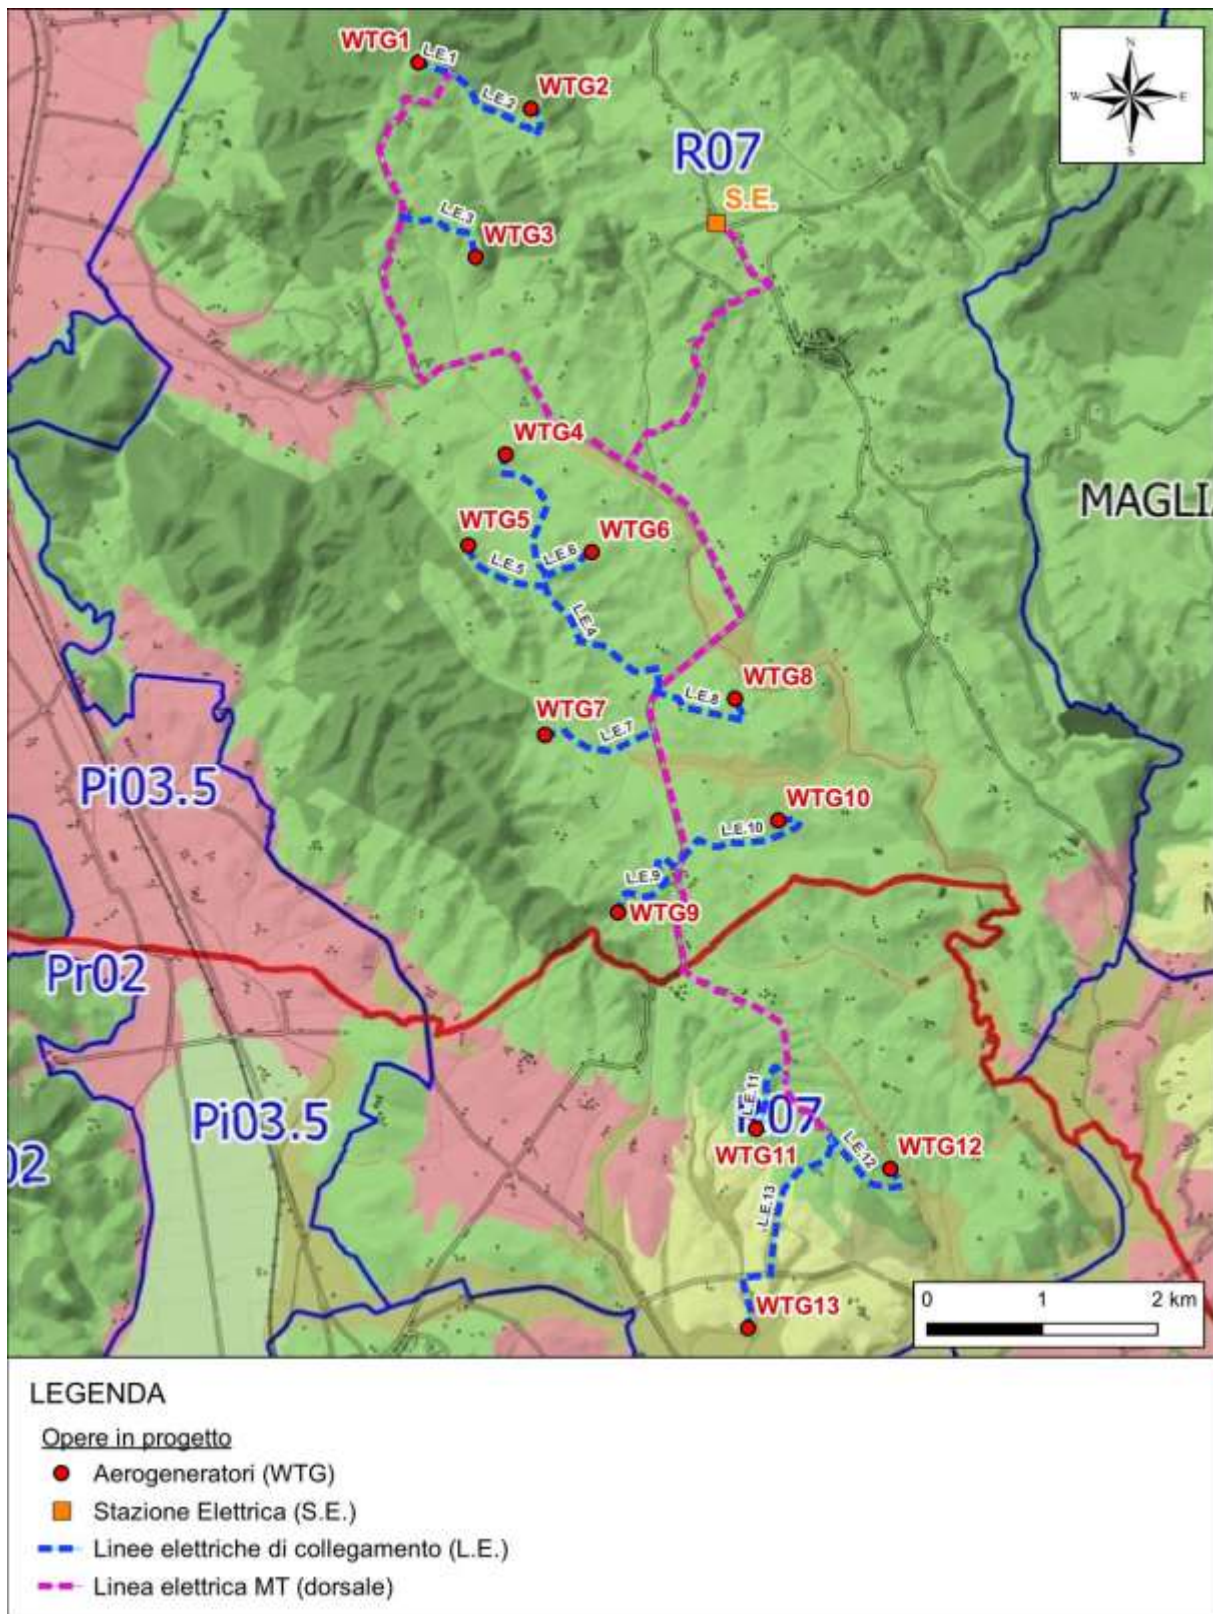 WTG1
L.E.1
L.E.2
WTG2
N
W
E
S
R07
S.E.
L.E.3
WTG3
WTG4
MAGLI
WTG5
WTG6
L.E.5
L.E.6
L.E.4
WTG8
L.E.8
WTG7
L.E.7
Pi03.5
WTG10
L.E.10
L.E.9
WTG9
Pr02
L.E.11
Pi03.5
07
WTG11
L.E.12
WTG12
02
L.E.13
WTG13
0 1 2 km
LEGENDA
Opere in progetto
Aerogeneratori (WTG)
Stazione Elettrica (S.E.)
Linee elettriche di collegamento (L.E.)
Linea elettrica MT (dorsale)